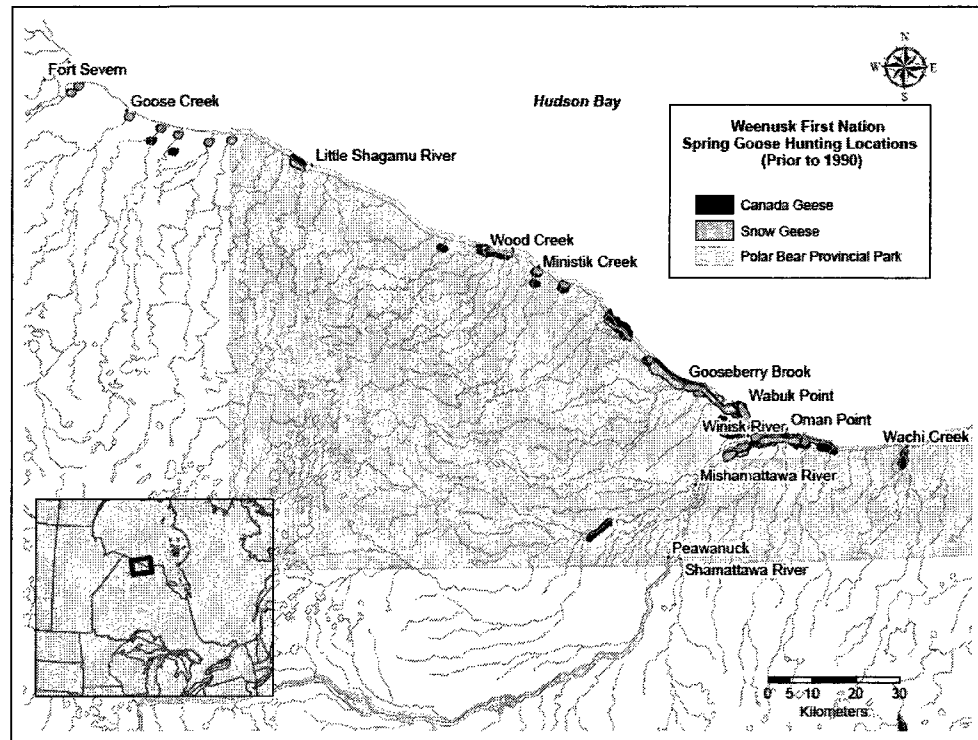 N
W E
S
Fort Severn
Goose Creek
Hudson Bay
Weenusk First Nation
Spring Goose Hunting Locations
(Prior to 1990)
Canada Geese
Snow Geese
Polar Bear Provincial Park
Little Shagamu River
Wood Creek
Ministik Creek
Gooseberry Brook
Wabuk Point
Oman Point
Winisk River
Wachi Creek
Mishamattawa River
Peawanuck
Shamattawa River
0 5 10 20 30
Kilometers